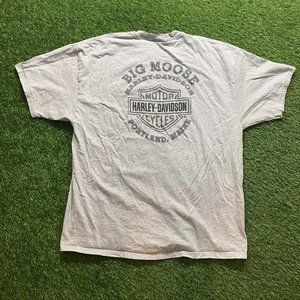 BIG MOOSE
HARLEY-DAVIDSON
MOTOR
HARLEY-DAVIDSON
CYCLES
PORTLAND, MAINE